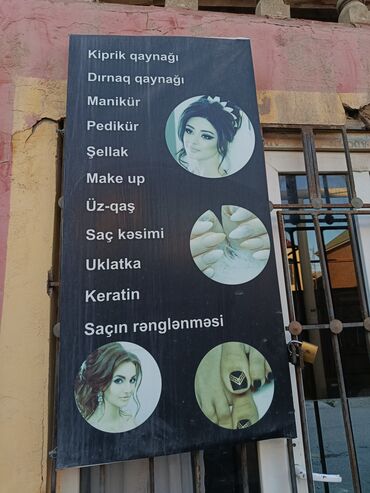 Kiprik qaynağı
Dırnaq qaynağı
Manikür
Pedikür
Şellak
Make up
Üz-qaş
Saç kəsimi
Uklatka
Keratin
Saçın rənglənməsi